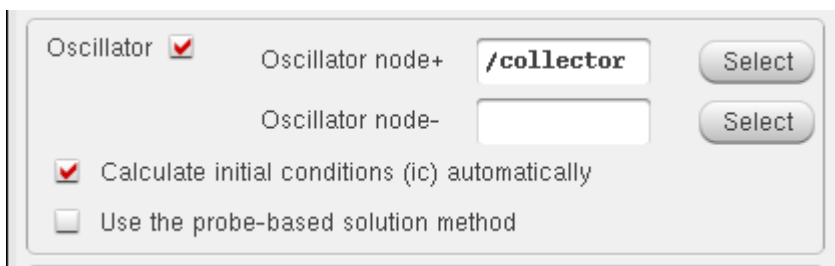 Oscillator Oscillator node+ /collector Select
Oscillator node- Select
Calculate initial conditions (ic) automatically
Use the probe-based solution method